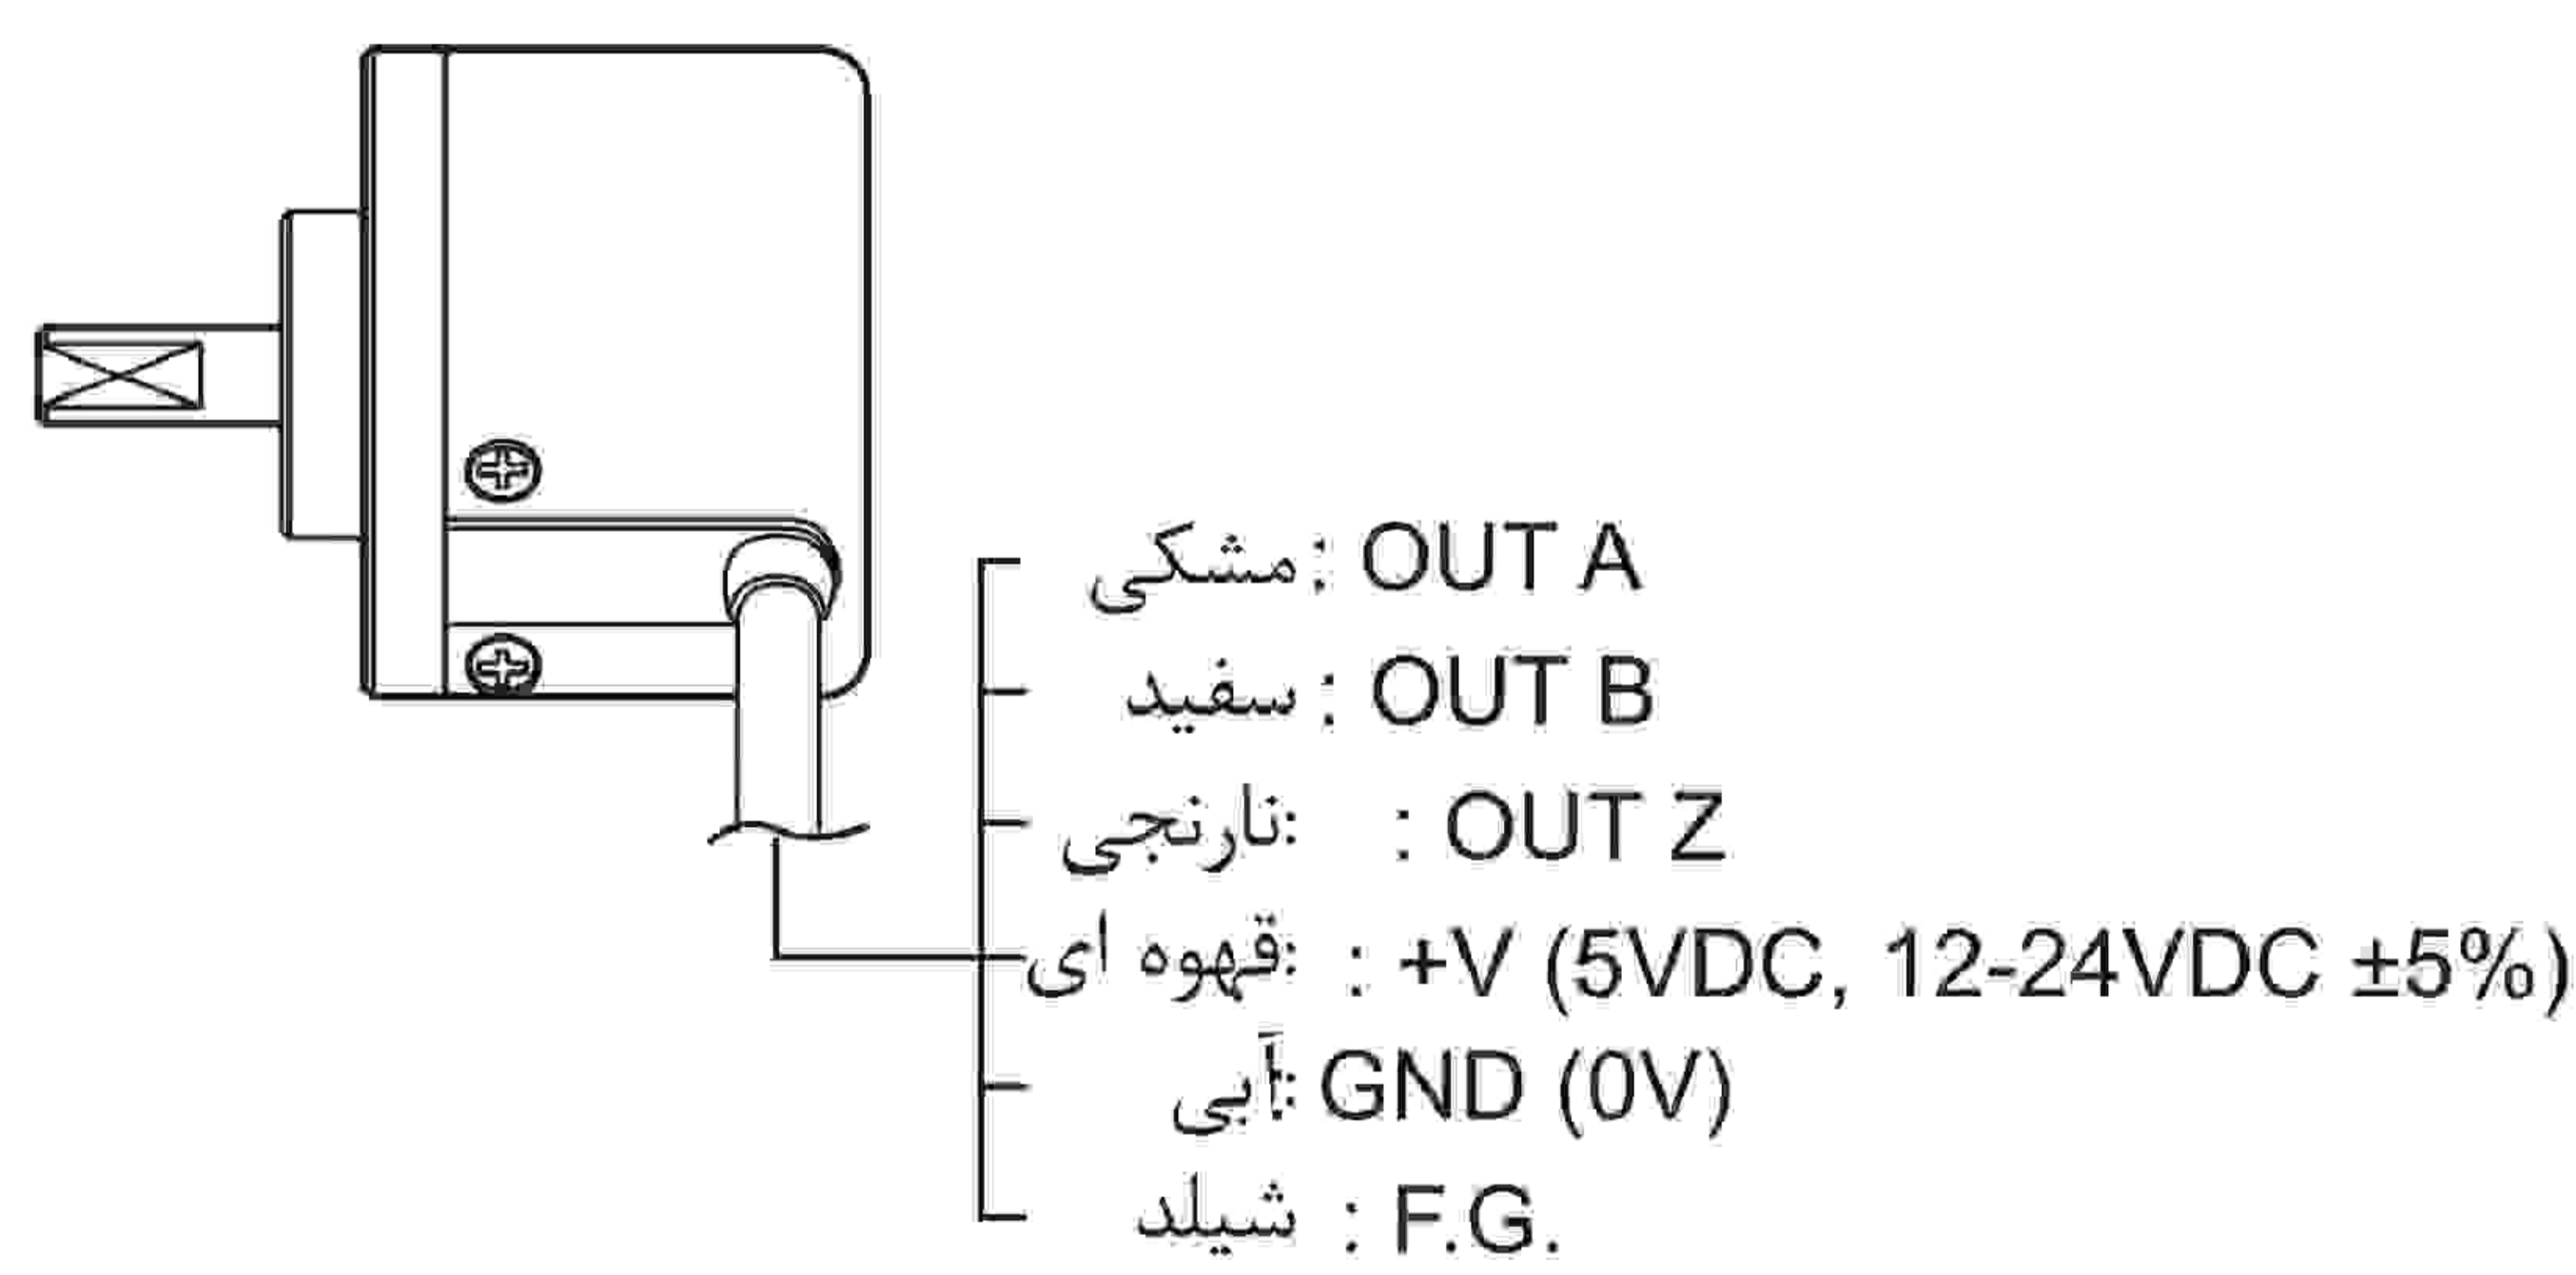 مشکی : OUT A
سفید : OUT B
نارنجی: : OUT Z
قهوه ای: : +V (5VDC, 12-24VDC ±5%)
آبی: GND (0V)
شیلد : F.G.